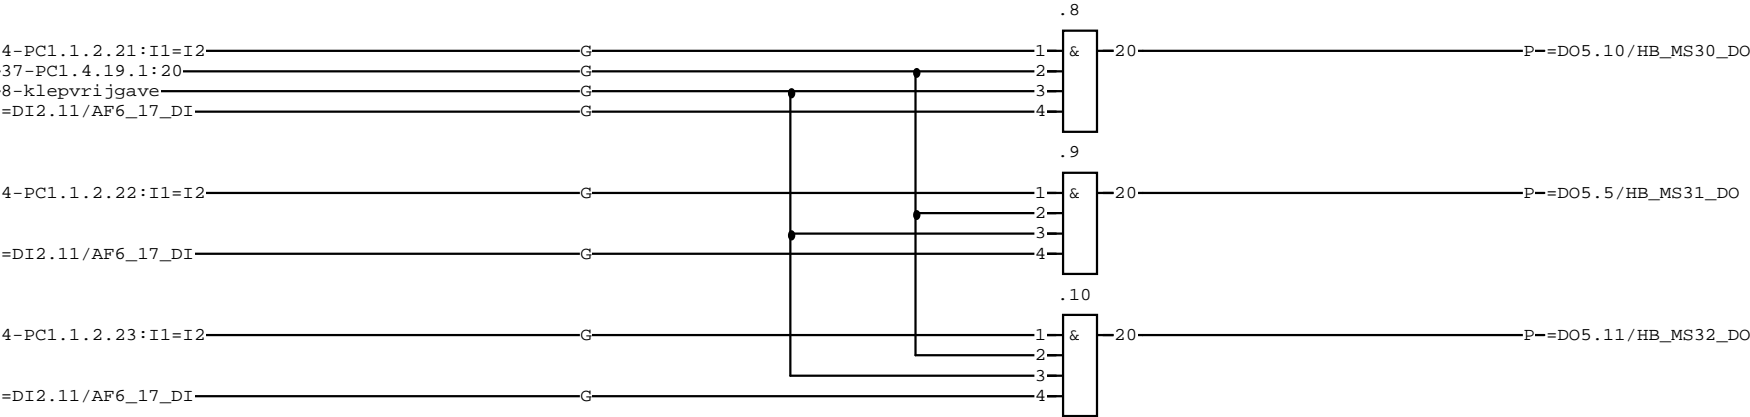 .8
4-PC1.1.2.21:I1=I2 G 1 & 20 P =DO5.10/HB_MS30_DO
37-PC1.4.19.1:20 G 2
8-klepvrijgave G 3
=DI2.11/AF6_17_DI G 4
.9
4-PC1.1.2.22:I1=I2 G 1 & 20 P =DO5.5/HB_MS31_DO
2
3
=DI2.11/AF6_17_DI G 4
.10
4-PC1.1.2.23:I1=I2 G 1 & 20 P =DO5.11/HB_MS32_DO
2
3
=DI2.11/AF6_17_DI G 4